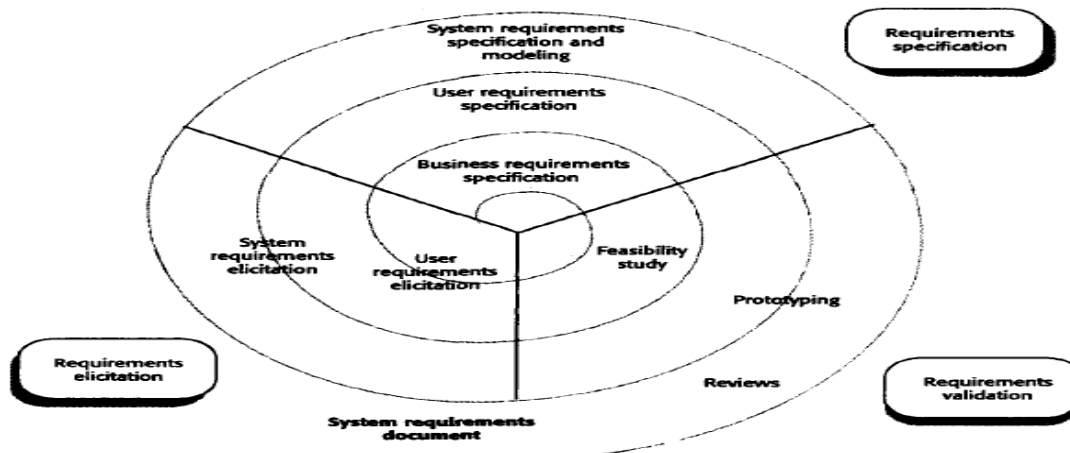 System requirements
specification and
modeling
Requirements
specification
User requirements
specification
Business requirements
specification
System
requirements
elicitation
User
requirements
elicitation
Feasibility
study
Prototyping
Requirements
elicitation
Reviews
Requirements
validation
System requirements
document